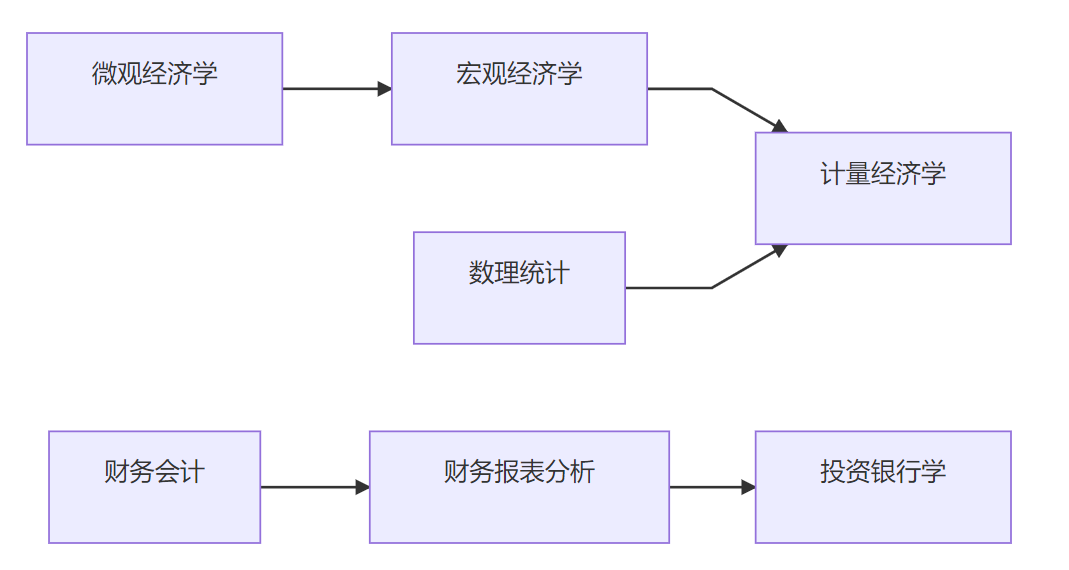 微观经济学
宏观经济学
计量经济学
数理统计
财务会计
财务报表分析
投资银行学